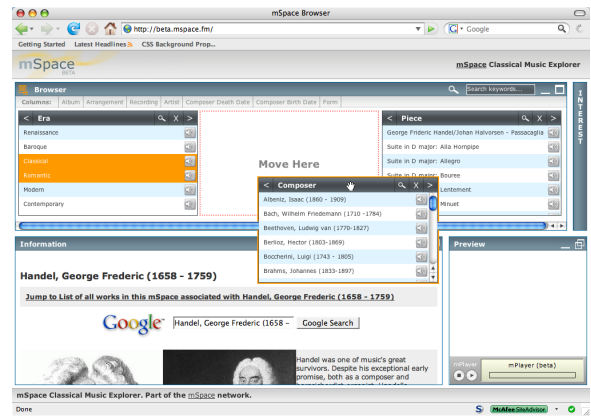 mSpace Browser
http://beta.mspace.fm/
Google
Getting Started Latest Headlines CSS Background Prop...
mSpace
BETA
mSpace Classical Music Explorer
Browser
Search keywords...
INTEREST
Columns: Album Arrangement Recording Artist Composer Death Date Composer Birth Date Form
< Era X >
Renaissance
Baroque
Classical
Romantic
Modern
Contemporary
Move Here
< Composer X >
Albeniz, Isaac (1860 - 1909)
Bach, Wilhelm Friedemann (1710 -1784)
Beethoven, Ludwig van (1770-1827)
Berlioz, Hector (1803-1869)
Boccherini, Luigi (1743 - 1805)
Brahms, Johannes (1833-1897)
< Piece X >
George Frideric Handel/Johan Halvorsen – Passacaglia
Suite in D major: Alla Hornpipe
Suite in D major: Allegro
Suite in D major: Bouree
Lentement
Minuet
Information
Handel, George Frederic (1658 - 1759)
Jump to List of all works in this mSpace associated with Handel, George Frederic (1658 - 1759)
Google
Handel, George Frederic (1658 –
Google Search
Handel was one of music's great
survivors. Despite his exceptional early
promise, both as a composer and
Preview
mPlayer
mPlayer (beta)
mSpace Classical Music Explorer. Part of the mSpace network.
Done
S
McAfee SiteAdvisor